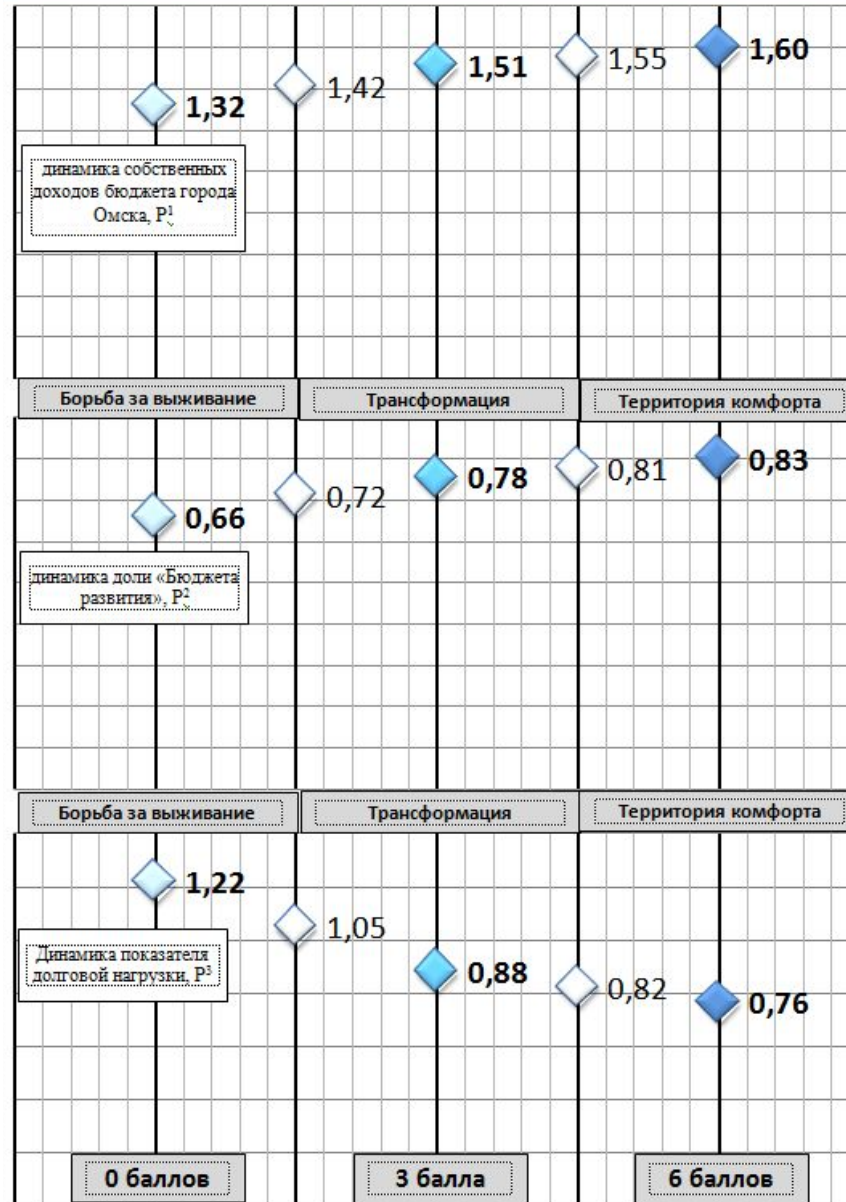 1,32
1,42
1,51
1,55
1,60
динамика собственных
доходов бюджета города
Омска, Р¹
Борьба за выживание
Трансформация
Территория комфорта
0,66
0,72
0,78
0,81
0,83
динамика доли «Бюджета
развития», Р²
Борьба за выживание
Трансформация
Территория комфорта
1,22
1,05
0,88
0,82
0,76
Динамика показателя
долговой нагрузки, Р³
0 баллов
3 балла
6 баллов